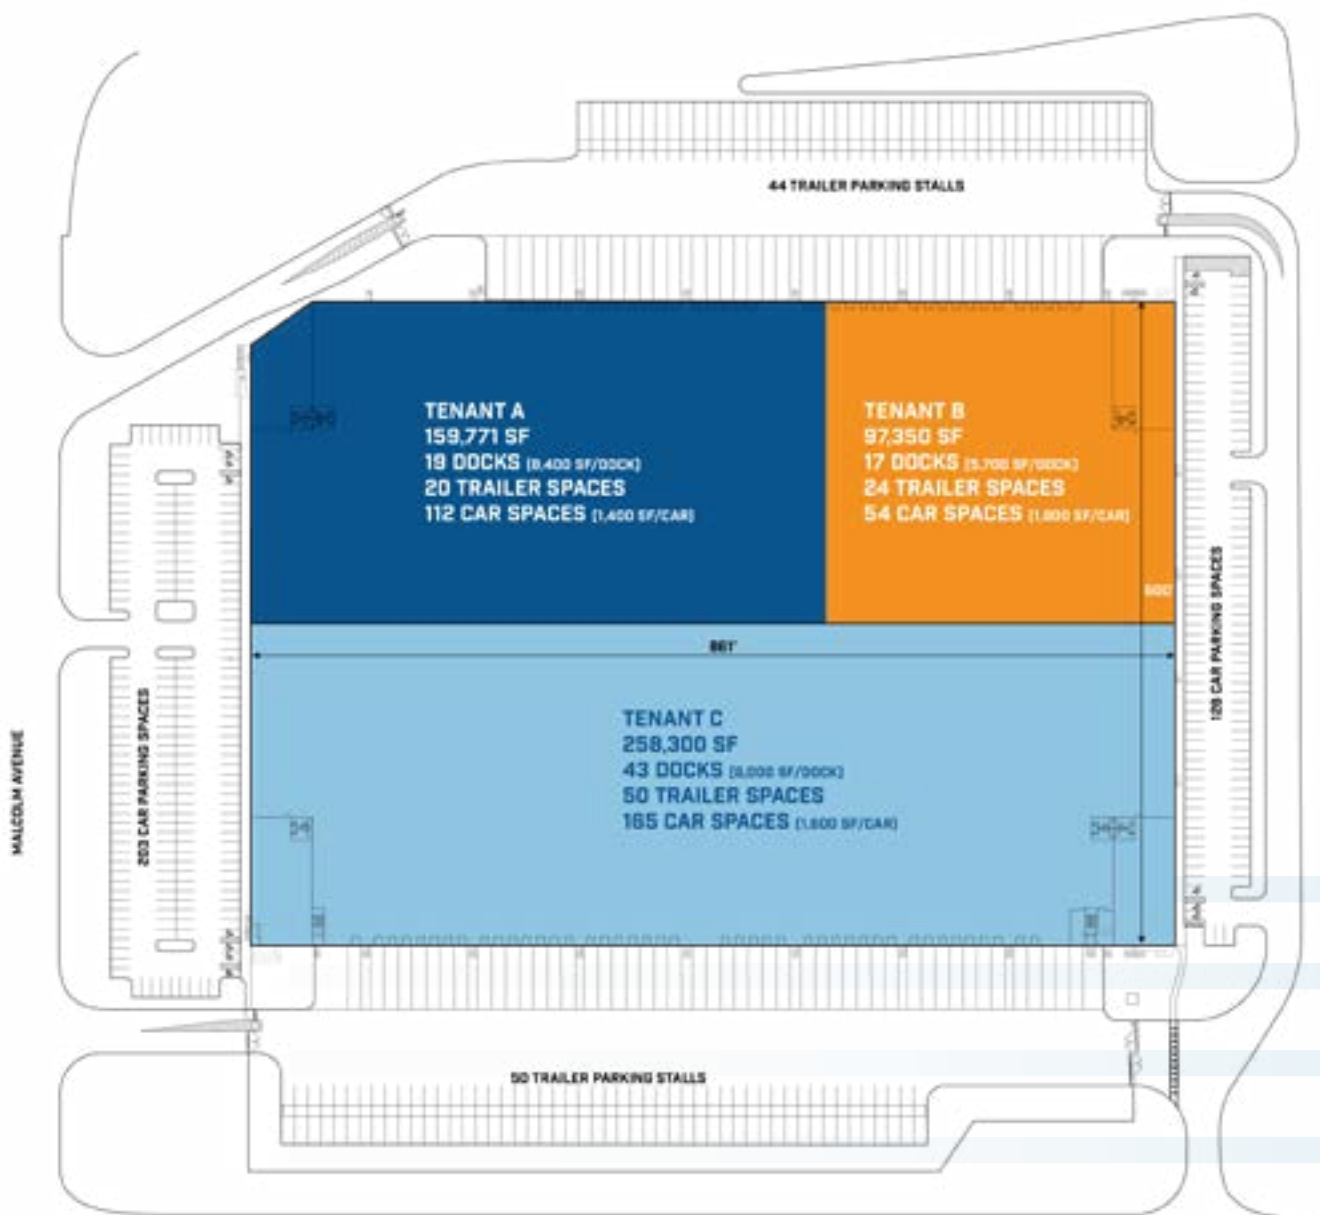 44 TRAILER PARKING STALLS
TENANT A
159,771 SF
19 DOCKS (8,400 SF/DOCK)
20 TRAILER SPACES
112 CAR SPACES (1,400 SF/CAR)
TENANT B
97,350 SF
17 DOCKS (5,700 SF/DOCK)
24 TRAILER SPACES
54 CAR SPACES (1,800 SF/CAR)
600'
861'
TENANT C
258,300 SF
43 DOCKS (6,000 SF/DOCK)
50 TRAILER SPACES
165 CAR SPACES (1,600 SF/CAR)
MALCOLM AVENUE
203 CAR PARKING SPACES
128 CAR PARKING SPACES
50 TRAILER PARKING STALLS